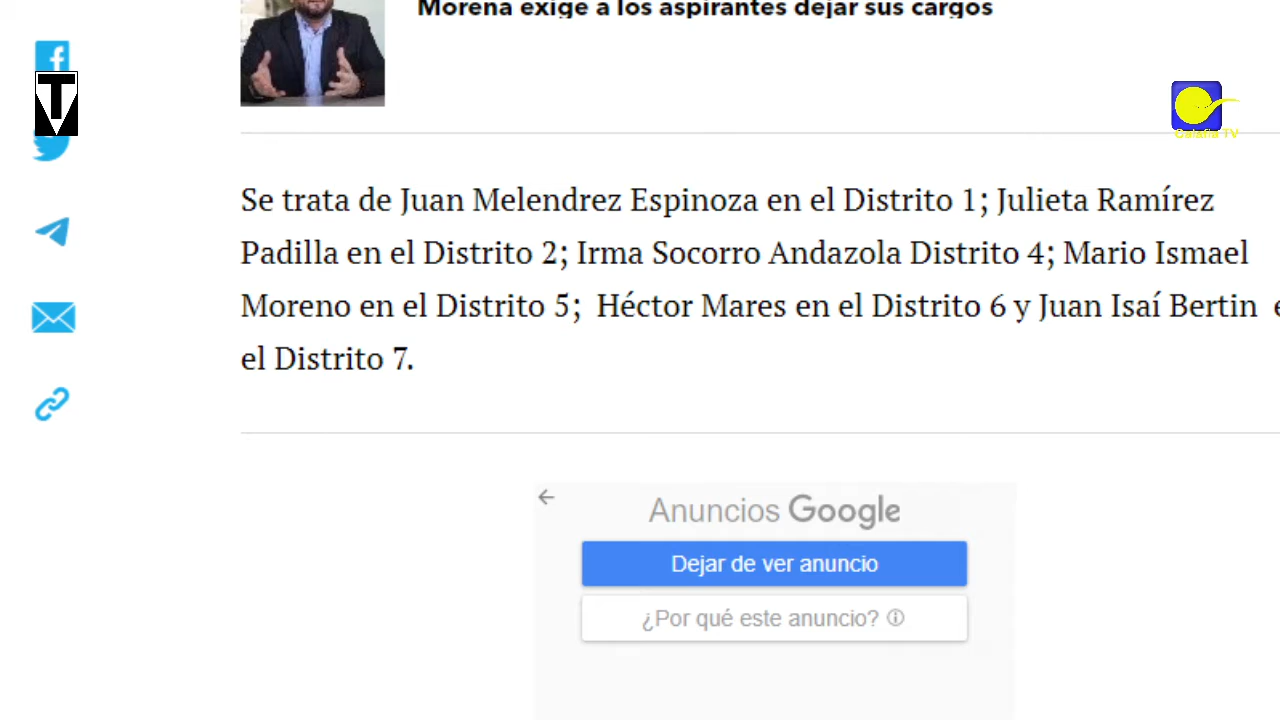 Morena exige a los aspirantes dejar sus cargos
Calafia TV
Se trata de Juan Melendrez Espinoza en el Distrito 1; Julieta Ramírez
Padilla en el Distrito 2; Irma Socorro Andazola Distrito 4; Mario Ismael
Moreno en el Distrito 5;  Héctor Mares en el Distrito 6 y Juan Isaí Bertin
el Distrito 7.
Anuncios Google
Dejar de ver anuncio
¿Por qué este anuncio?